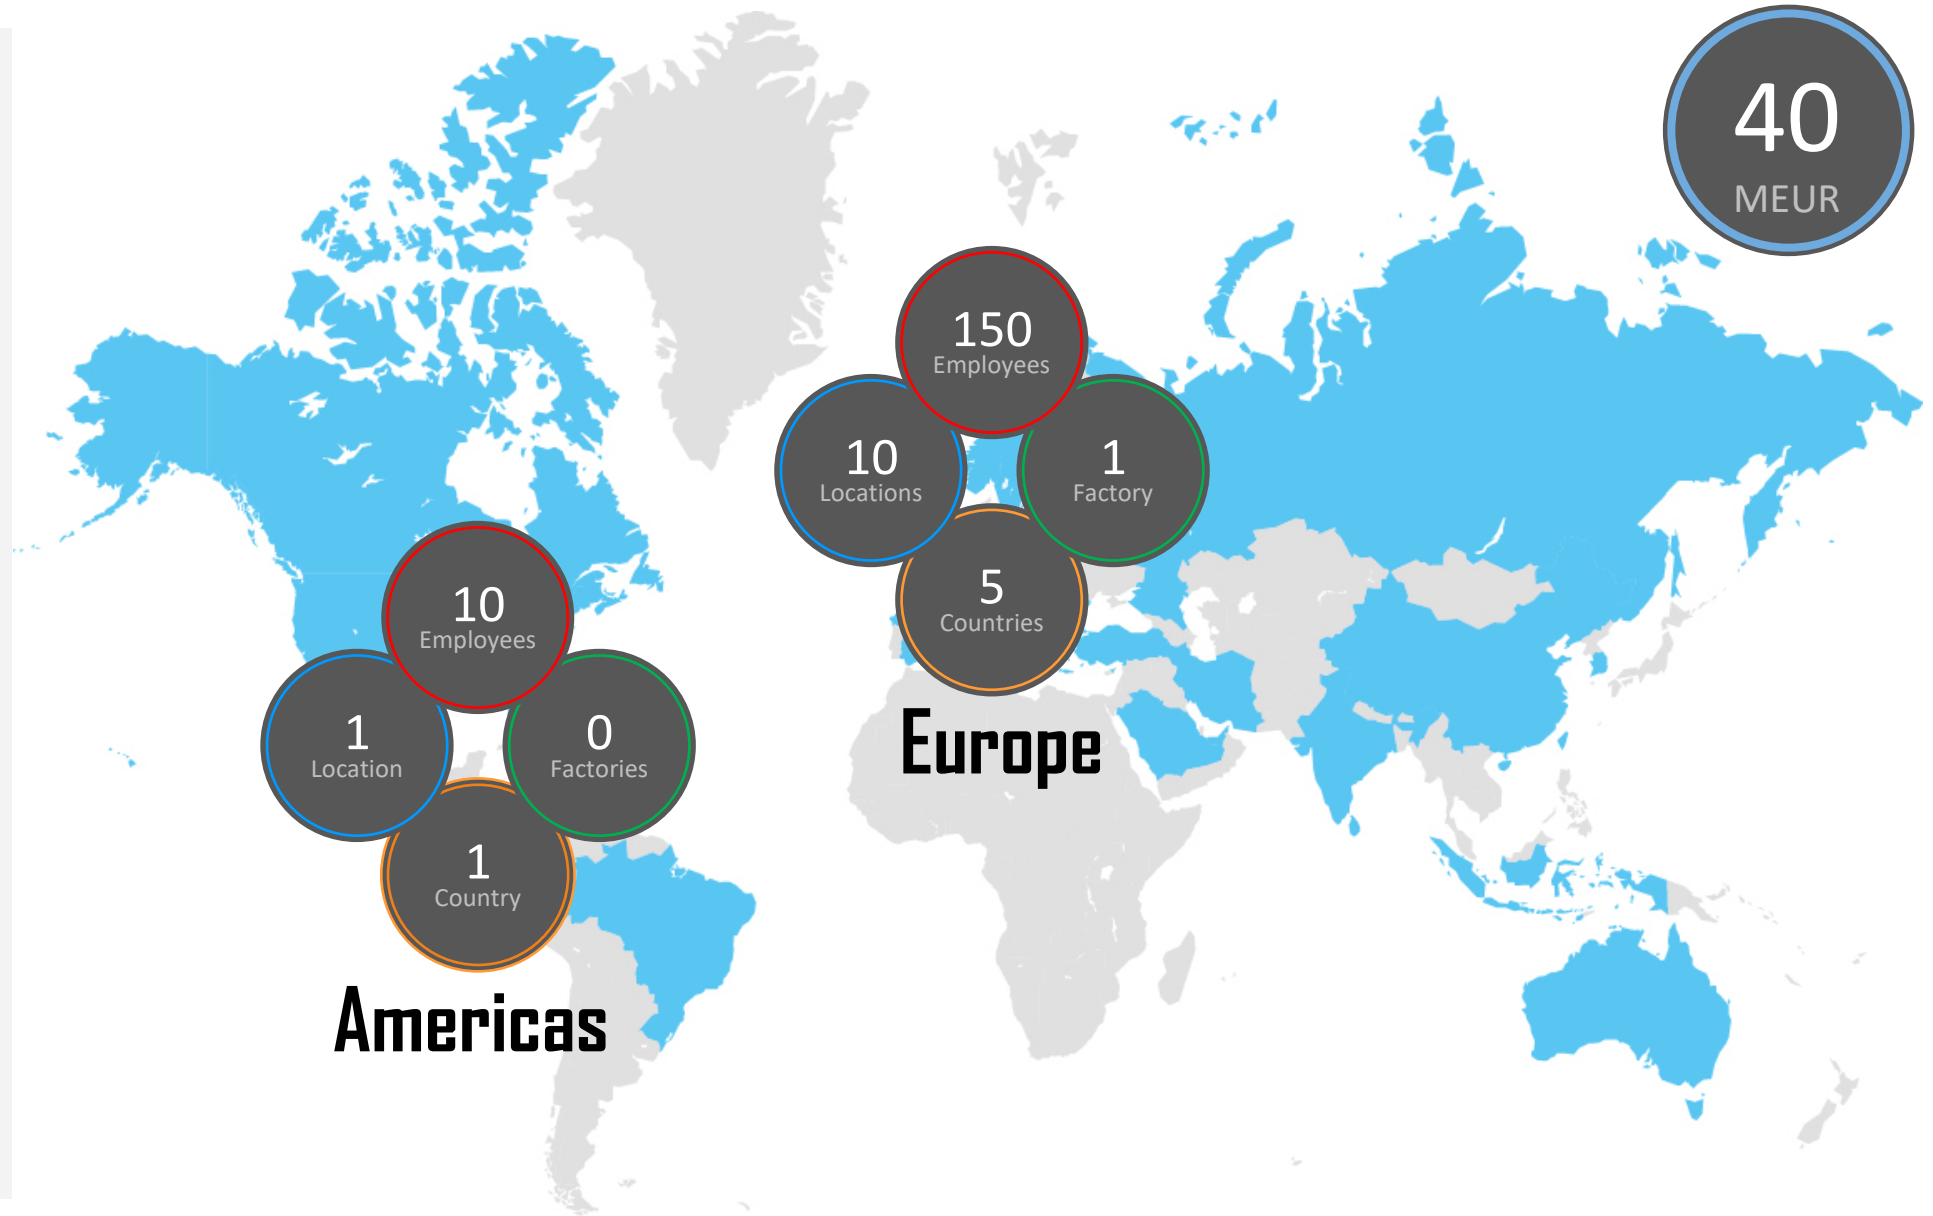 40
MEUR
150
Employees
10
Locations
1
Factory
5
Countries
Europe
10
Employees
1
Location
0
Factories
1
Country
Americas